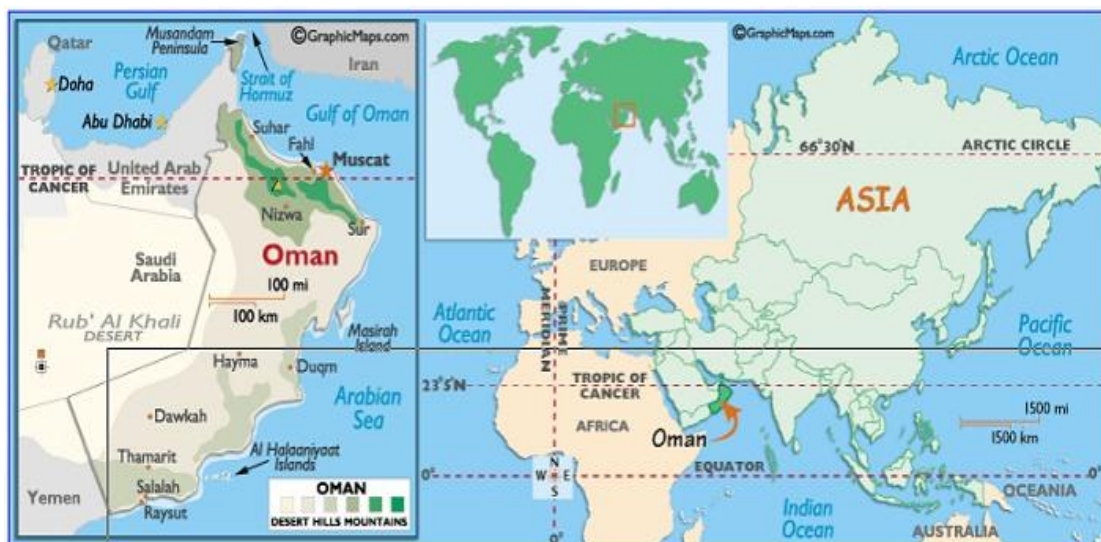 ©GraphicMaps.com
Qatar
Musandam
Peninsula
Iran
Persian
Gulf
Strait of
Hormuz
Doha
Gulf of Oman
Abu Dhabi
Suhar
Fahl
Muscat
TROPIC OF
CANCER
United Arab
Emirates
Nizwa
Sur
Oman
Saudi
Arabia
100 mi
100 km
Rub' Al Khali
DESERT
Masirah
Island
Hayma
Duqm
Arabian
Sea
Dawkah
Thamarit
Al Halaaniyaat
Islands
Salalah
Yemen
Raysut
OMAN
DESERT HILLS MOUNTAINS
©GraphicMaps.com
Arctic Ocean
66°30'N
ARCTIC CIRCLE
ASIA
EUROPE
Atlantic
Ocean
MERIDIAN
PRIME
Pacific
Ocean
23°5'N
TROPIC OF
CANCER
AFRICA
Oman
1500 mi
1500 km
EQUATOR
0°
N
W E
S
0°
OCEANIA
Indian
Ocean
AUSTRALIA
0°